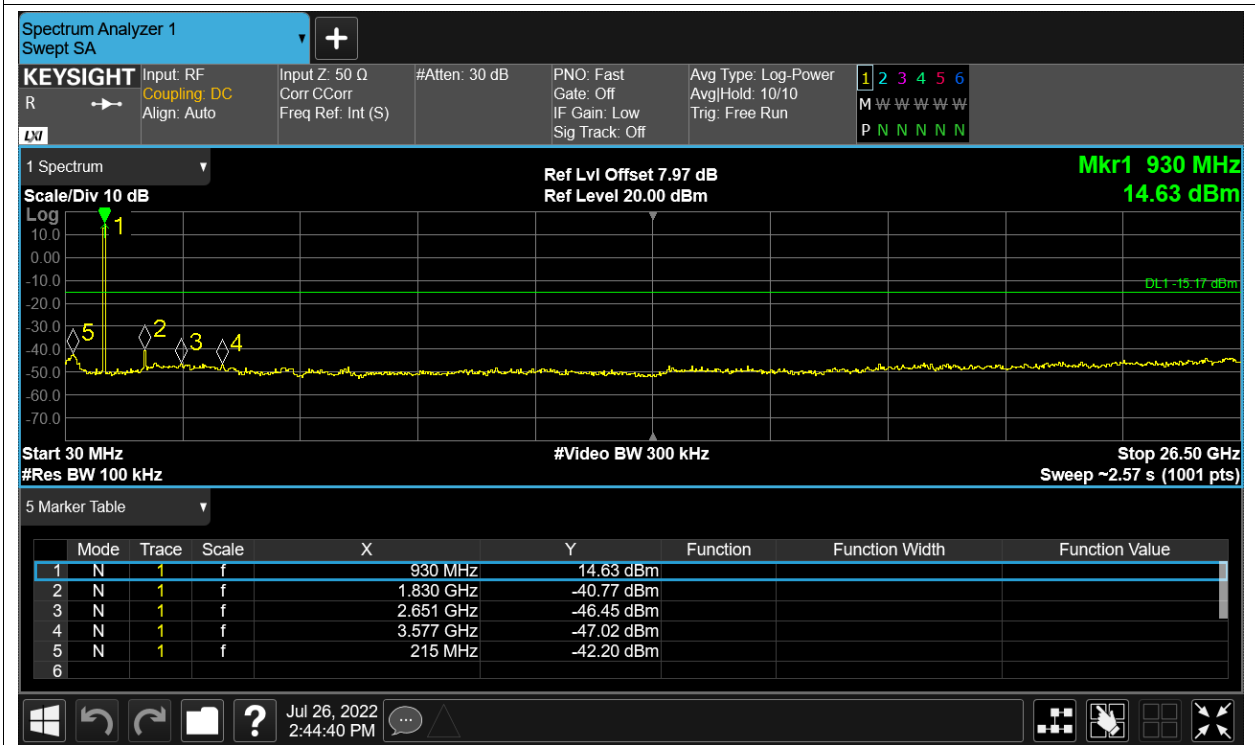 Spectrum Analyzer 1
Swept SA
KEYSIGHT Input: RF Input Z: 50 Ω #Atten: 30 dB PNO: Fast Avg Type: Log-Power 1 2 3 4 5 6
R Coupling: DC Corr CCorr Gate: Off Avg|Hold: 10/10 M W W W W W
Align: Auto Freq Ref: Int (S) IF Gain: Low Trig: Free Run
LXI Sig Track: Off P N N N N N
1 Spectrum Ref Lvl Offset 7.97 dB Mkr1 930 MHz
Scale/Div 10 dB Ref Level 20.00 dBm 14.63 dBm
Log
1
10.0
0.00
-10.0
DL1 -15.17 dBm
-20.0
-30.0
5 2 3 4
-40.0
-50.0
-60.0
-70.0
Start 30 MHz #Video BW 300 kHz Stop 26.50 GHz
#Res BW 100 kHz Sweep ~2.57 s (1001 pts)
5 Marker Table
Mode Trace Scale X Y Function Function Width Function Value
1 N 1 f 930 MHz 14.63 dBm
2 N 1 f 1.830 GHz -40.77 dBm
3 N 1 f 2.651 GHz -46.45 dBm
4 N 1 f 3.577 GHz -47.02 dBm
5 N 1 f 215 MHz -42.20 dBm
6
? Jul 26, 2022
2:44:40 PM